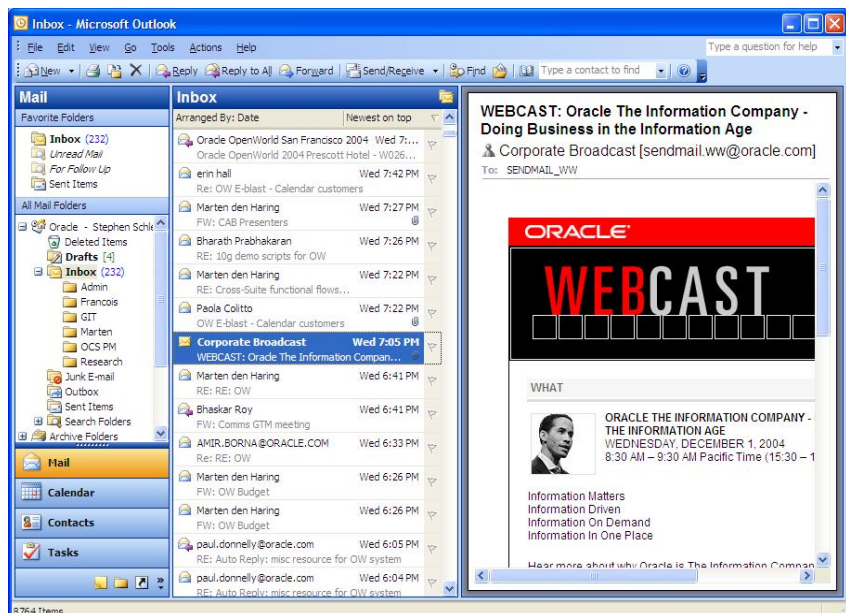 Inbox - Microsoft Outlook
File Edit View Go Tools Actions Help
Type a question for help
New Reply Reply to All Forward Send/Receive Find Type a contact to find
Mail
Favorite Folders
Inbox (232)
Unread Mail
For Follow Up
Sent Items
All Mail Folders
Oracle - Stephen Schle
Deleted Items
Drafts [4]
Inbox (232)
Admin
Francois
GIT
Marten
OCS PM
Research
Junk E-mail
Outbox
Sent Items
Search Folders
Archive Folders
Mail
Calendar
Contacts
Tasks
8764 Items
Inbox
Arranged By: Date Newest on top
Oracle OpenWorld San Francisco 2004 Wed 7:...
Oracle OpenWorld 2004 Prescott Hotel - W026...
erin hall Wed 7:42 PM
Re: OW E-blast - Calendar customers
Marten den Haring Wed 7:27 PM
FW: CAB Presenters
Bharath Prabhakaran Wed 7:26 PM
RE: 10g demo scripts for OW
Marten den Haring Wed 7:22 PM
RE: Cross-Suite functional flows...
Paola Colitto Wed 7:22 PM
OW E-blast - Calendar customers
Corporate Broadcast Wed 7:05 PM
WEBCAST: Oracle The Information Compan...
Marten den Haring Wed 6:41 PM
RE: RE: OW
Bhaskar Roy Wed 6:41 PM
FW: Comms GTM meeting
AMIR.BORNA@ORACLE.COM Wed 6:33 PM
Re: RE: OW
Marten den Haring Wed 6:26 PM
FW: OW Budget
Marten den Haring Wed 6:26 PM
FW: OW Budget
paul.donnelly@oracle.com Wed 6:05 PM
RE: Auto Reply: misc resource for OW system
paul.donnelly@oracle.com Wed 6:04 PM
RE: Auto Reply: misc resource for OW system
WEBCAST: Oracle The Information Company -
Doing Business in the Information Age
Corporate Broadcast [sendmail.ww@oracle.com]
To: SENDMAIL_WW
ORACLE
WEBCAST
WHAT
ORACLE THE INFORMATION COMPANY -
THE INFORMATION AGE
WEDNESDAY, DECEMBER 1, 2004
8:30 AM – 9:30 AM Pacific Time (15:30 – 1
Information Matters
Information Driven
Information On Demand
Information In One Place
Hear more about why Oracle is The Information Compan